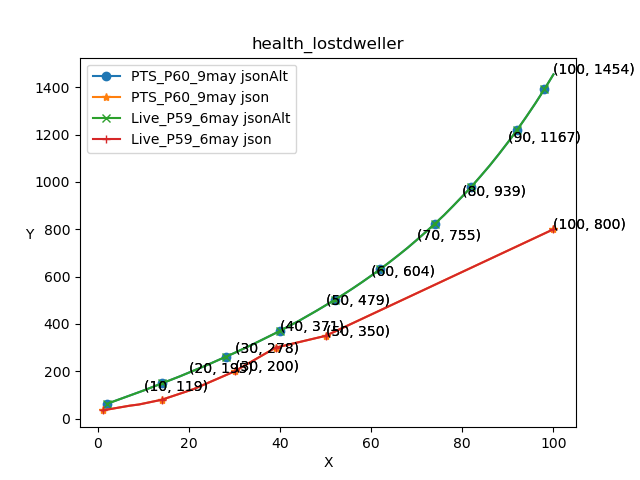 health_lostdweller
PTS_P60_9may jsonAlt
PTS_P60_9may json
Live_P59_6may jsonAlt
Live_P59_6may json
(100, 1454)
(90, 1167)
(80, 939)
(100, 800)
(70, 755)
(60, 604)
(50, 479)
(40, 371)
(50, 350)
(30, 278)
(20, 195)
(30, 200)
(10, 119)
Y
1400
1200
1000
800
600
400
200
0
0 20 40 60 80 100
X